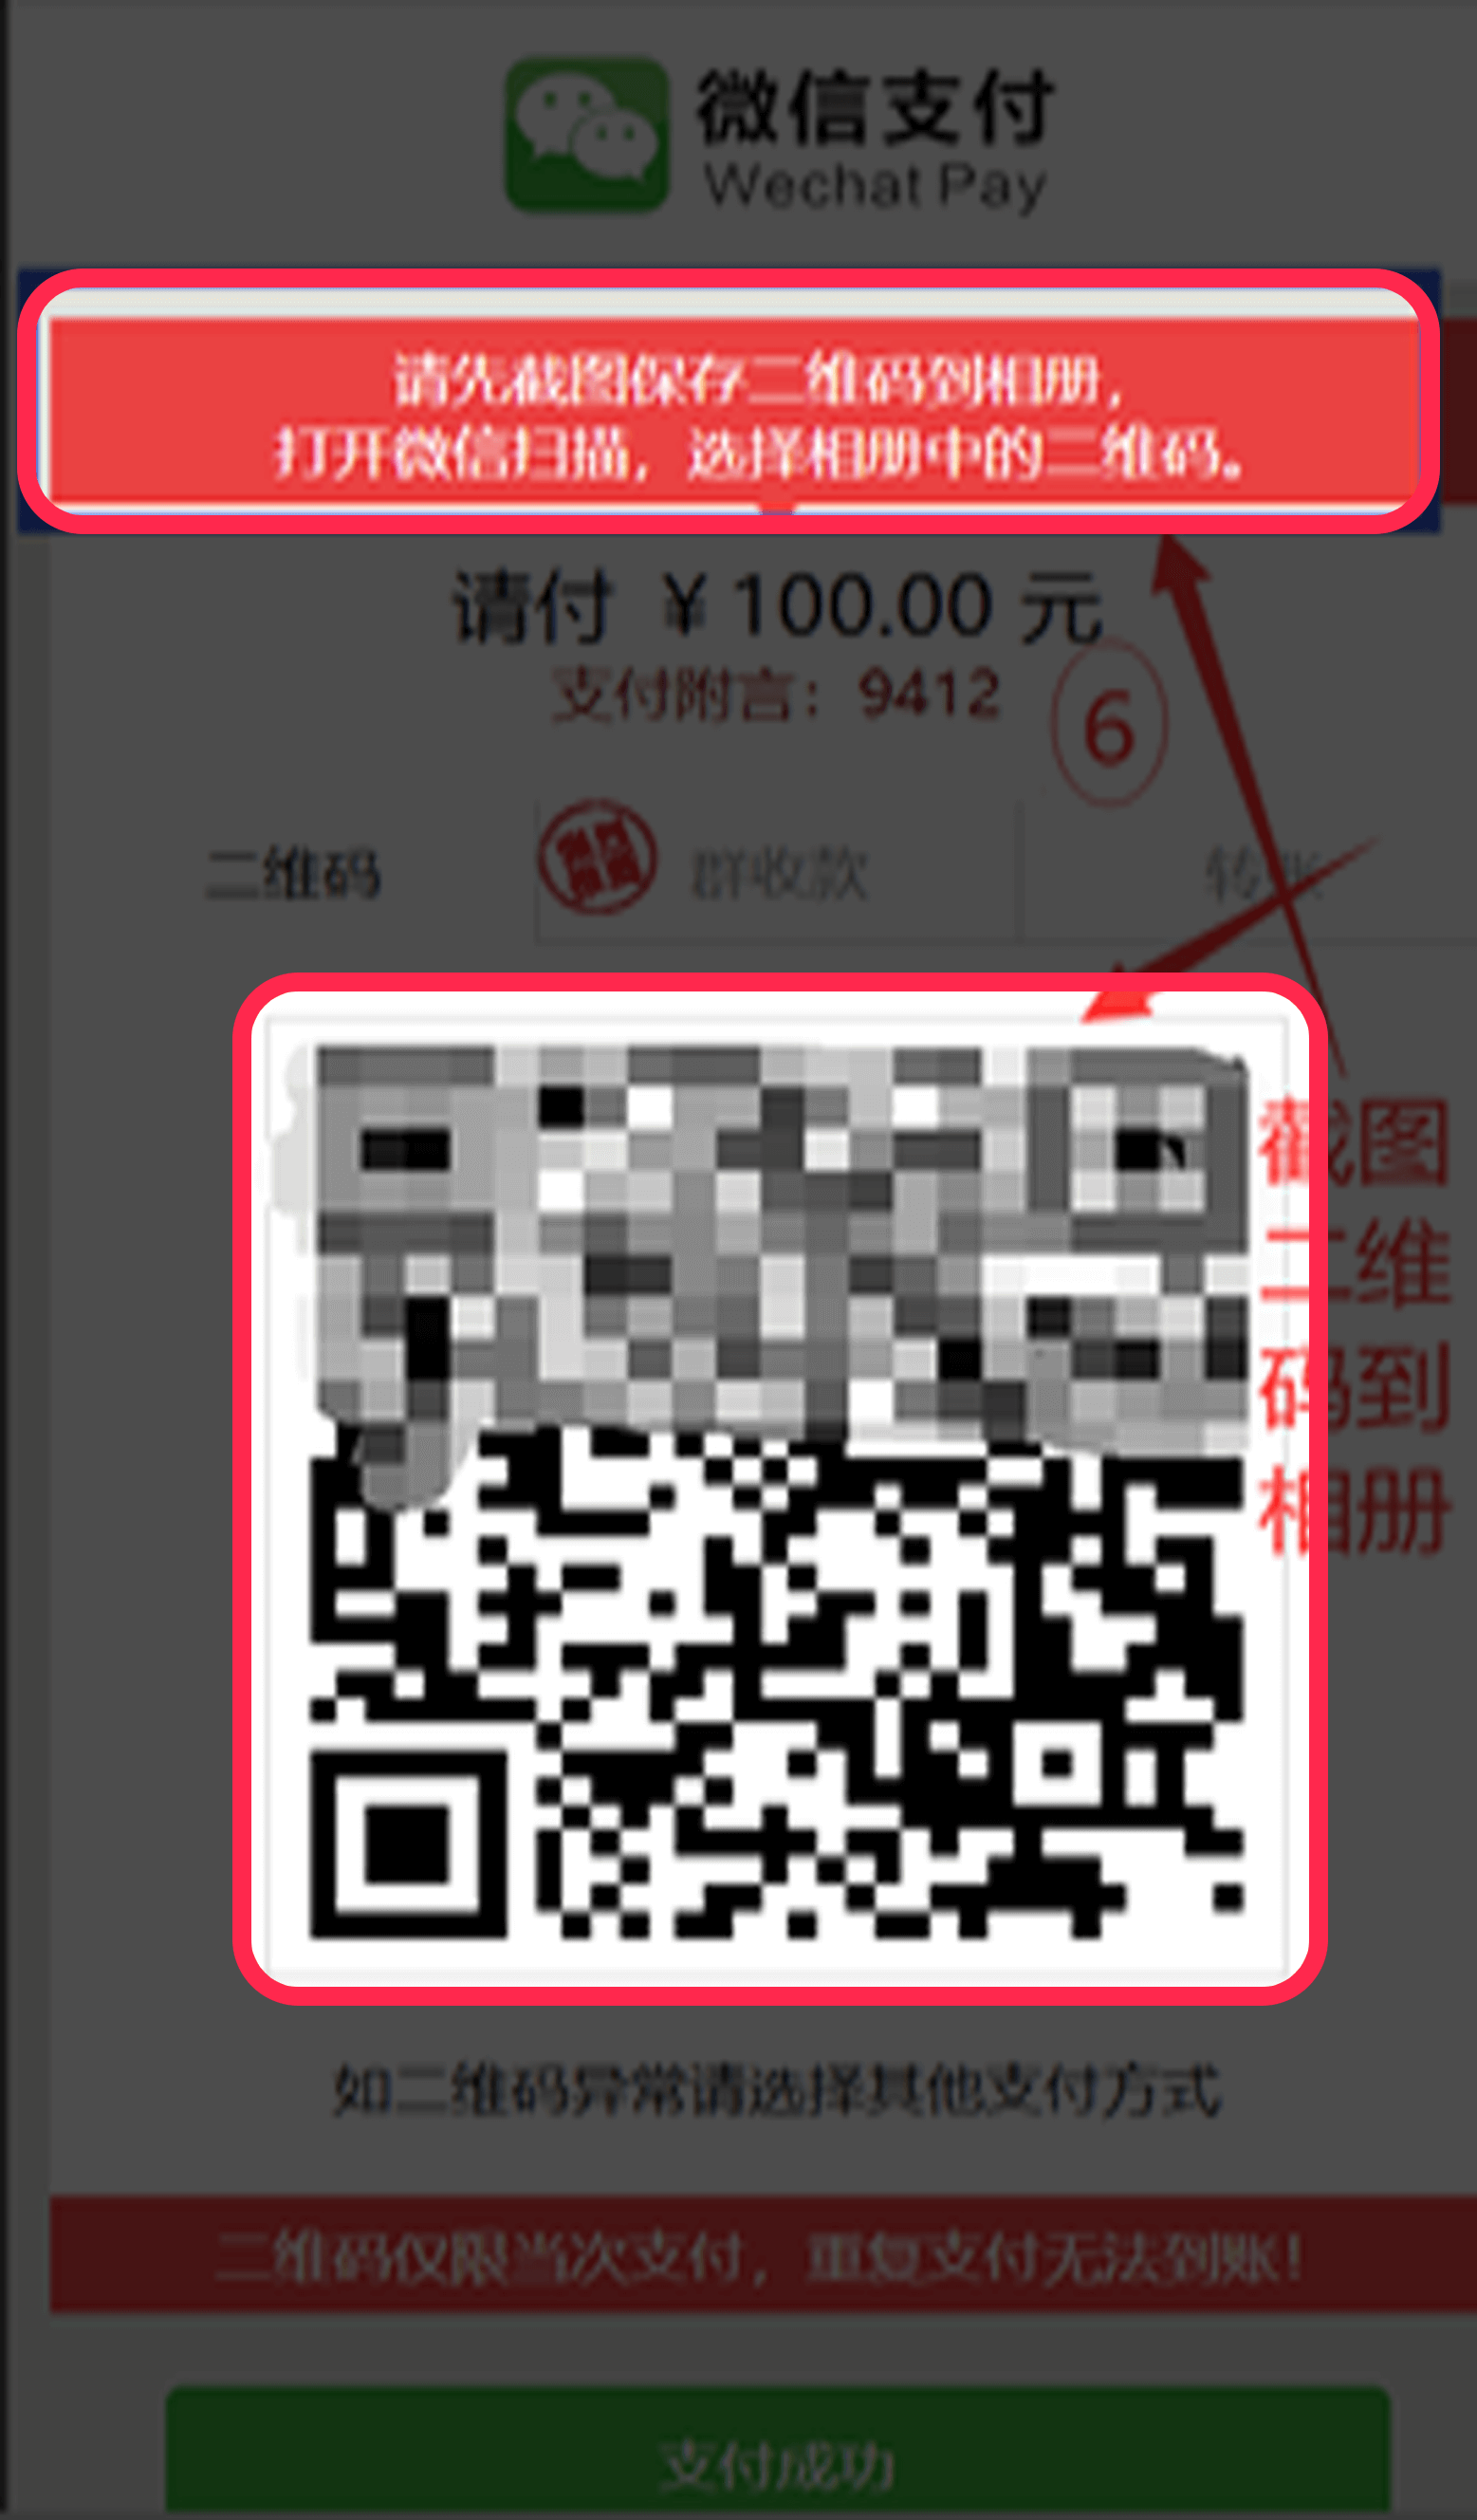 微信支付
Wechat Pay
请先截图保存二维码到相册，
打开微信扫描，选择相册中的二维码。
请付 ￥100.00 元
支付附言：9412
⑥
二维码
群收款
转账
截图
二维
码到
相册
如二维码异常请选择其他支付方式
二维码仅限当次支付，重复支付无法到账！
支付成功